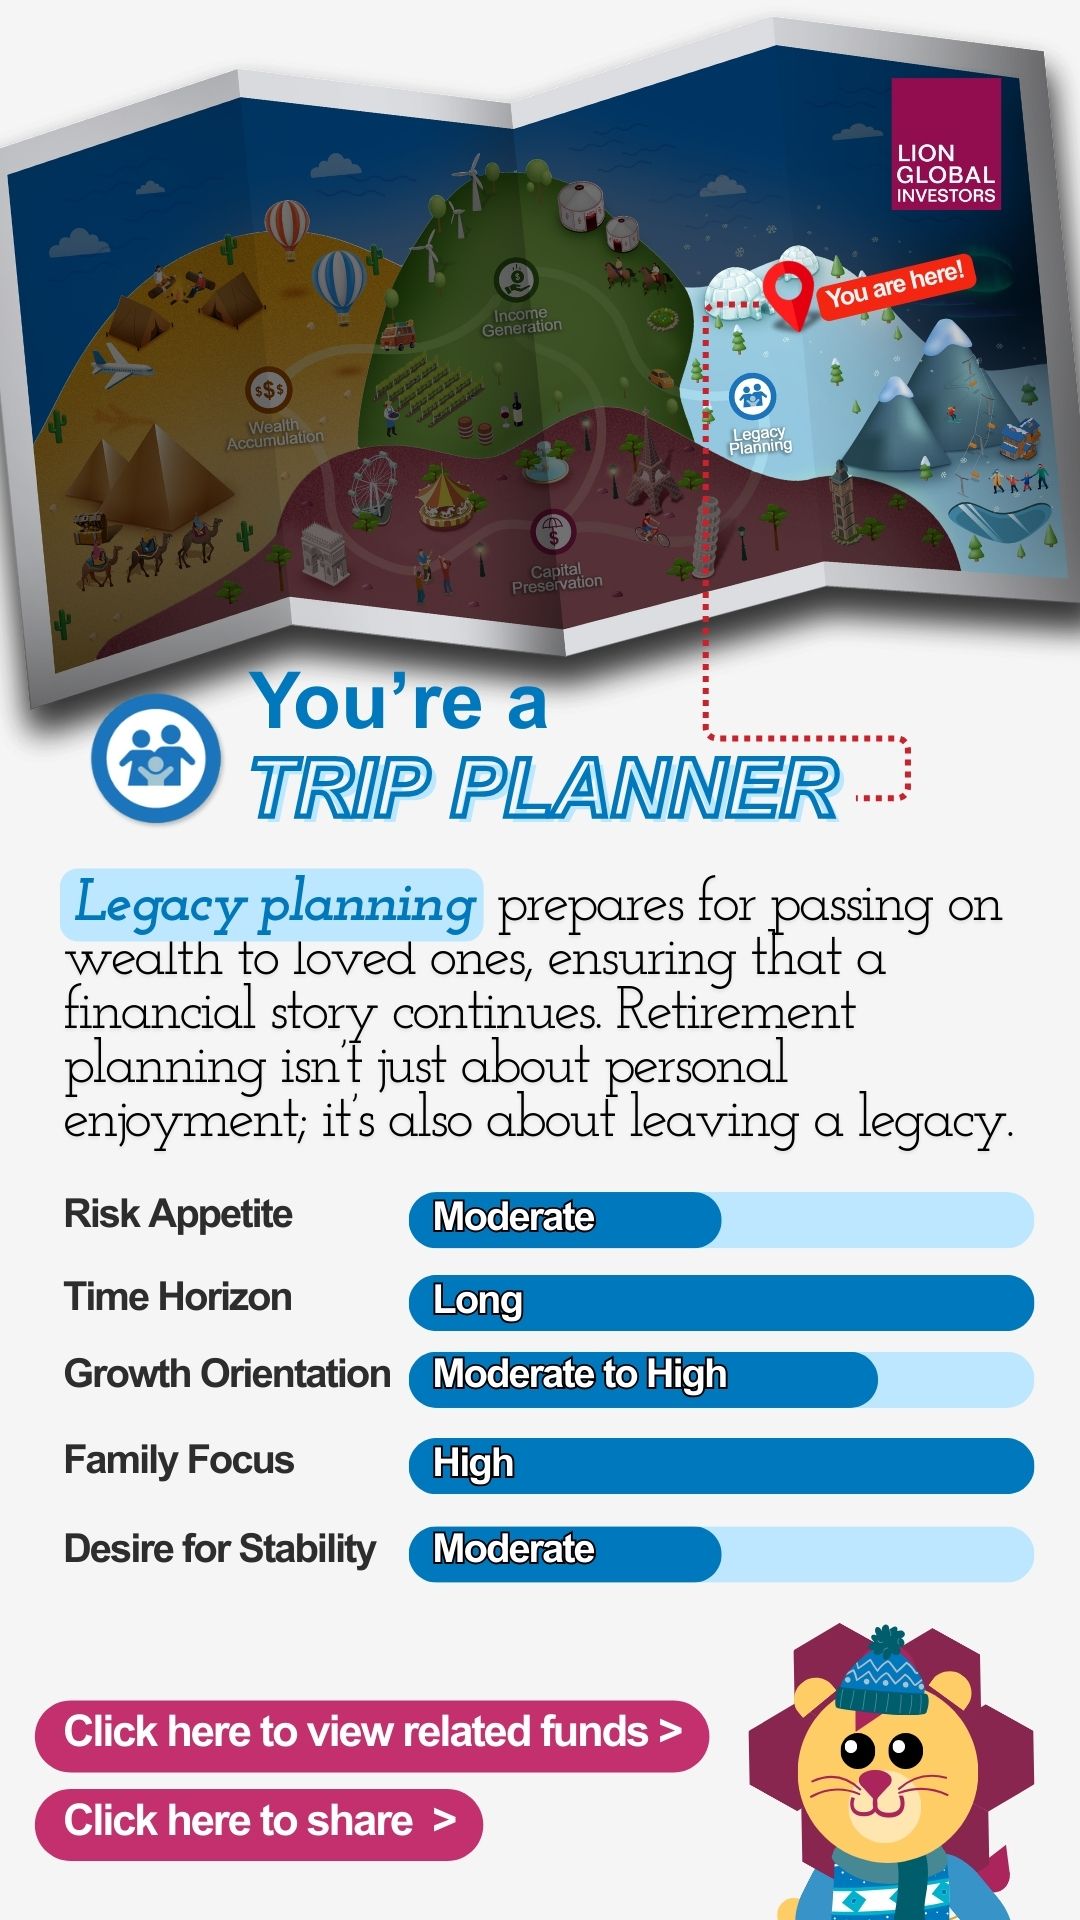 LION
GLOBAL
INVESTORS
You are here!
Income
Generation
$$$
Wealth
Accumulation
Legacy
Planning
$
Capital
Preservation
You’re a
TRIP PLANNER
Legacy planning prepares for passing on
wealth to loved ones, ensuring that a
financial story continues. Retirement
planning isn’t just about personal
enjoyment; it’s also about leaving a legacy.
Risk Appetite Moderate
Time Horizon Long
Growth Orientation Moderate to High
Family Focus High
Desire for Stability Moderate
Click here to view related funds >
Click here to share >